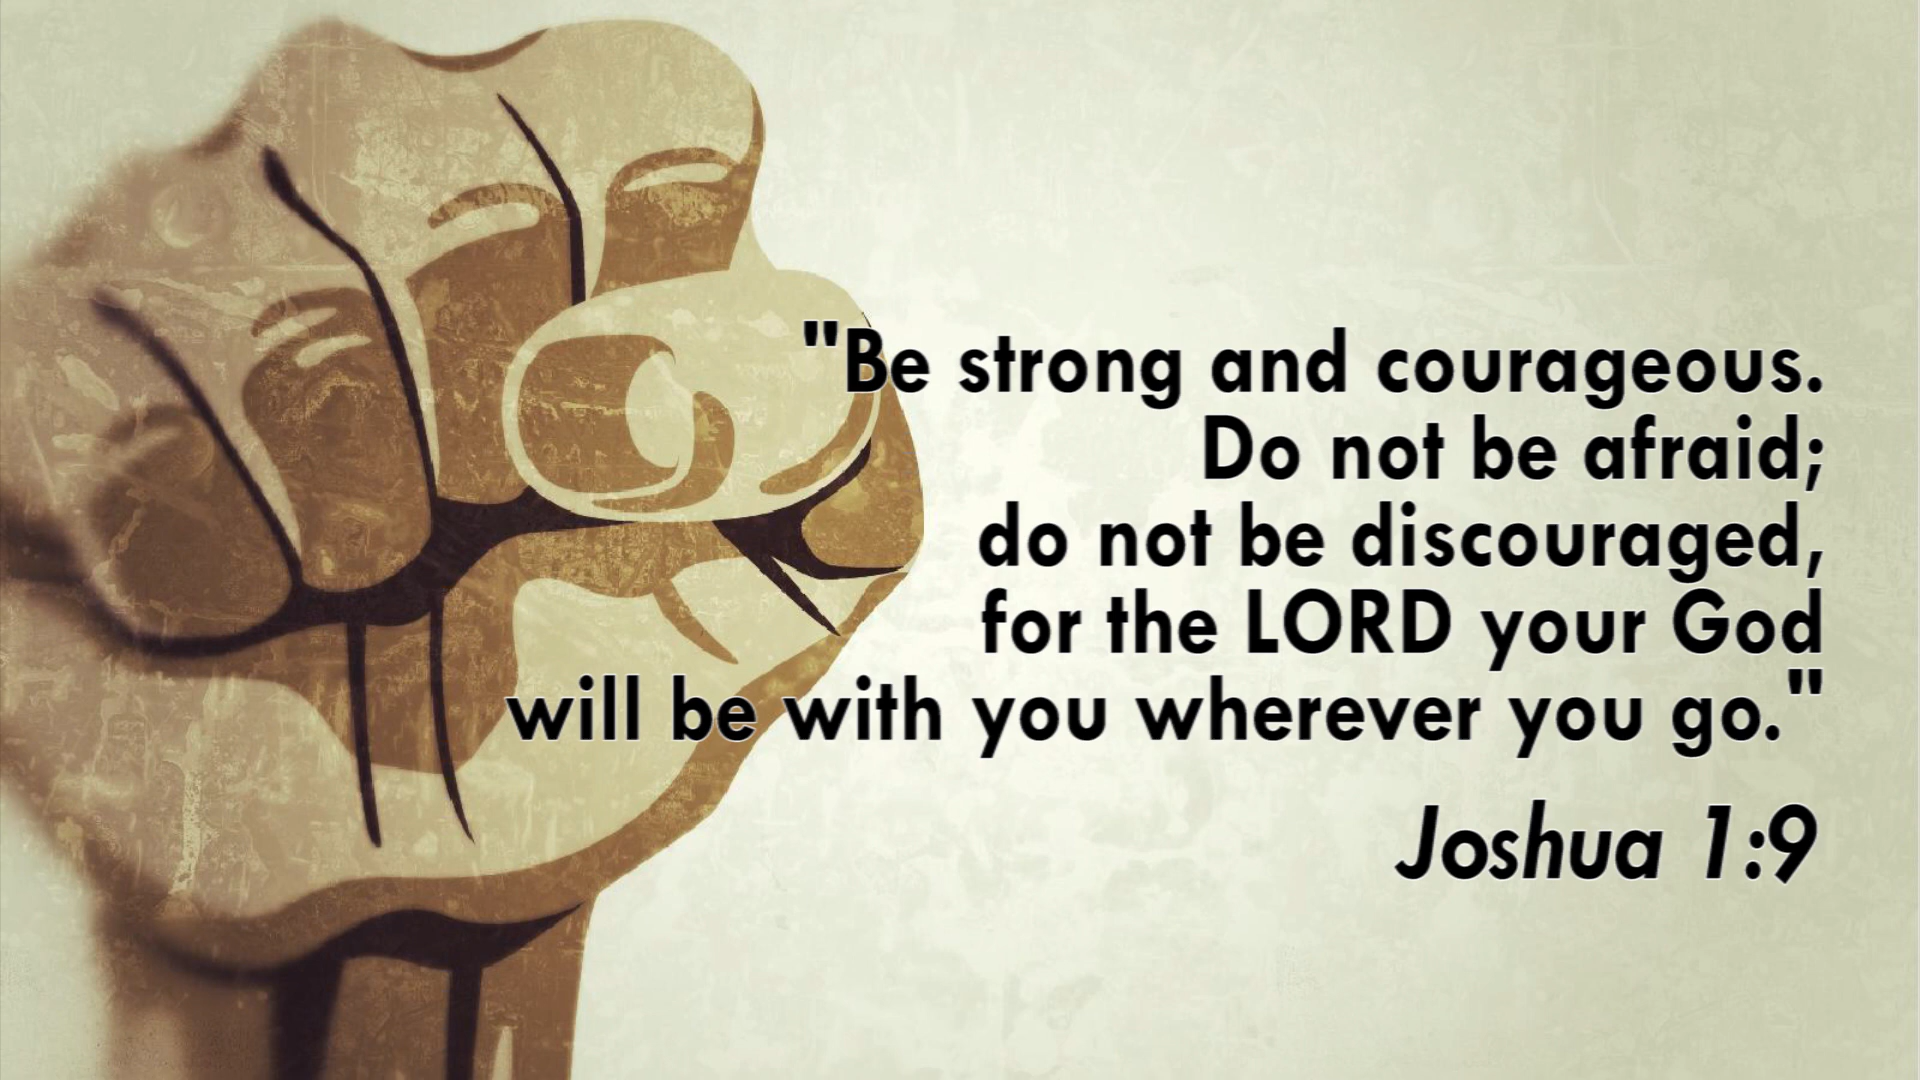 "Be strong and courageous.
Do not be afraid;
do not be discouraged,
for the LORD your God
will be with you wherever you go."
Joshua 1:9